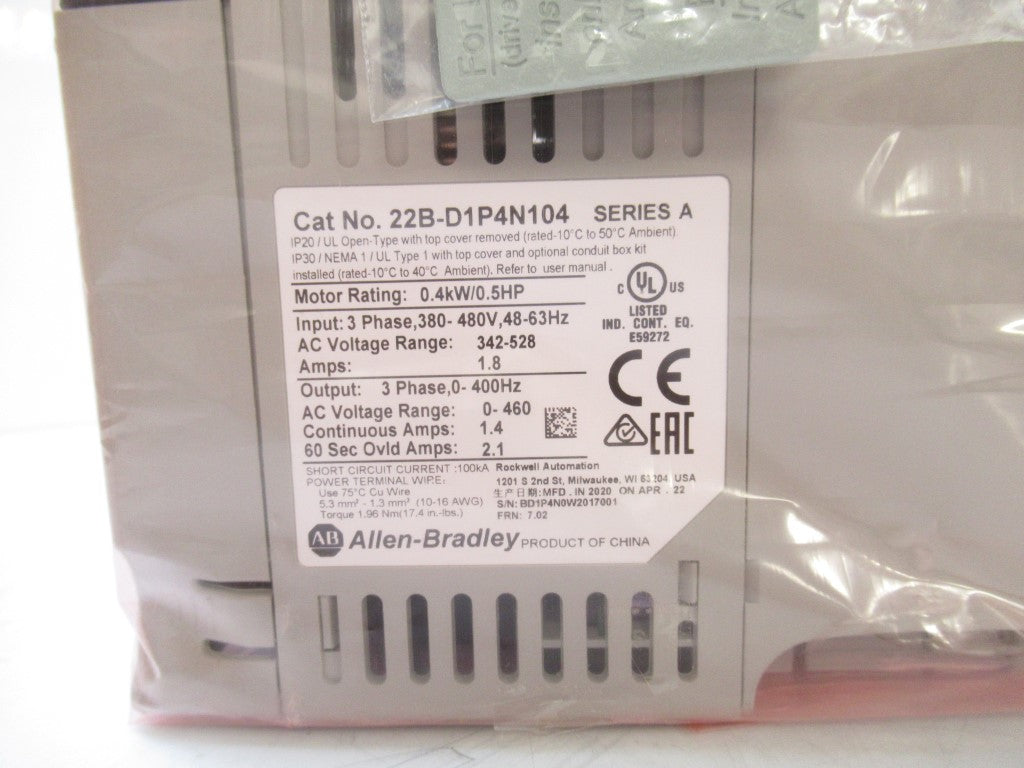 For
(drive
ins
Cat No. 22B-D1P4N104 SERIES A
IP20 / UL Open-Type with top cover removed (rated-10°C to 50°C Ambient).
IP30 / NEMA 1 / UL Type 1 with top cover and optional conduit box kit
installed (rated-10°C to 40°C Ambient). Refer to user manual .
Motor Rating: 0.4kW/0.5HP
Input: 3 Phase,380- 480V,48-63Hz
AC Voltage Range: 342-528
Amps: 1.8
Output: 3 Phase,0- 400Hz
AC Voltage Range: 0- 460
Continuous Amps: 1.4
60 Sec Ovld Amps: 2.1
C UL US
LISTED
IND. CONT. EQ.
E59272
CE
EAC
SHORT CIRCUIT CURRENT :100kA
POWER TERMINAL WIRE:
Use 75°C Cu Wire
5.3 mm² - 1.3 mm² (10-16 AWG)
Torque 1.96 Nm(17.4 in.-lbs.)
Rockwell Automation
1201 S 2nd St, Milwaukee, WI 53204 USA
生产日期:MFD . IN 2020 ON APR . 22
S/N: BD1P4N0W2017001
FRN: 7.02
AB Allen-Bradley PRODUCT OF CHINA